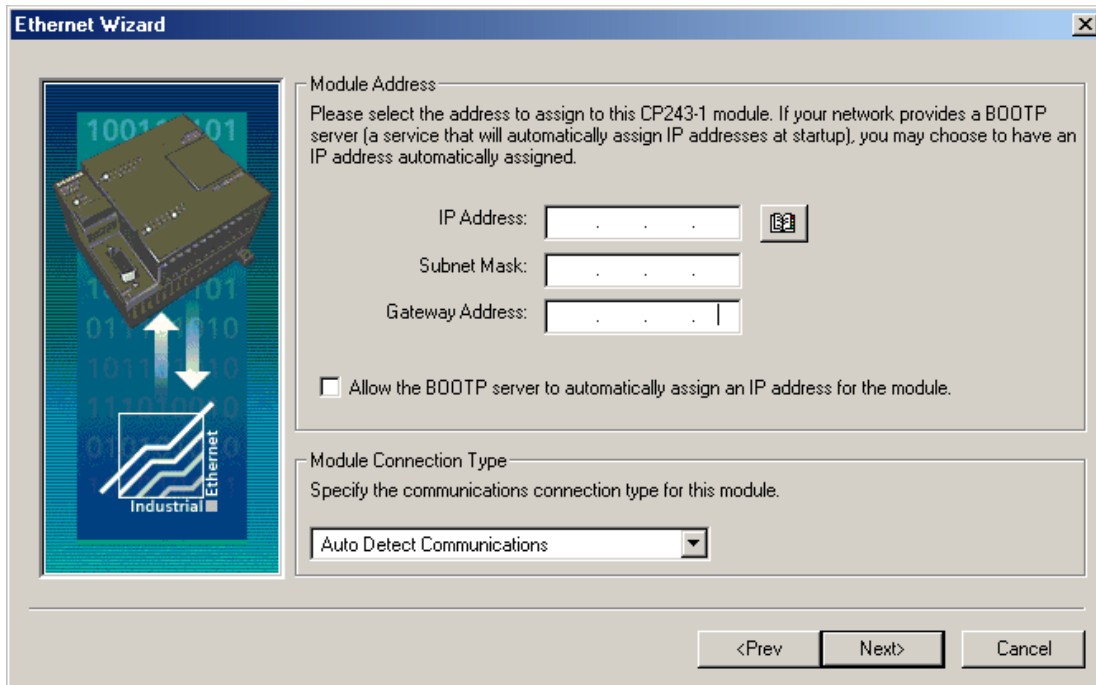 Ethernet Wizard
Module Address
Please select the address to assign to this CP243-1 module. If your network provides a BOOTP
server (a service that will automatically assign IP addresses at startup), you may choose to have an
IP address automatically assigned.
IP Address:
Subnet Mask:
Gateway Address:
Allow the BOOTP server to automatically assign an IP address for the module.
Industrial Ethernet
Module Connection Type
Specify the communications connection type for this module.
Auto Detect Communications
<Prev
Next>
Cancel